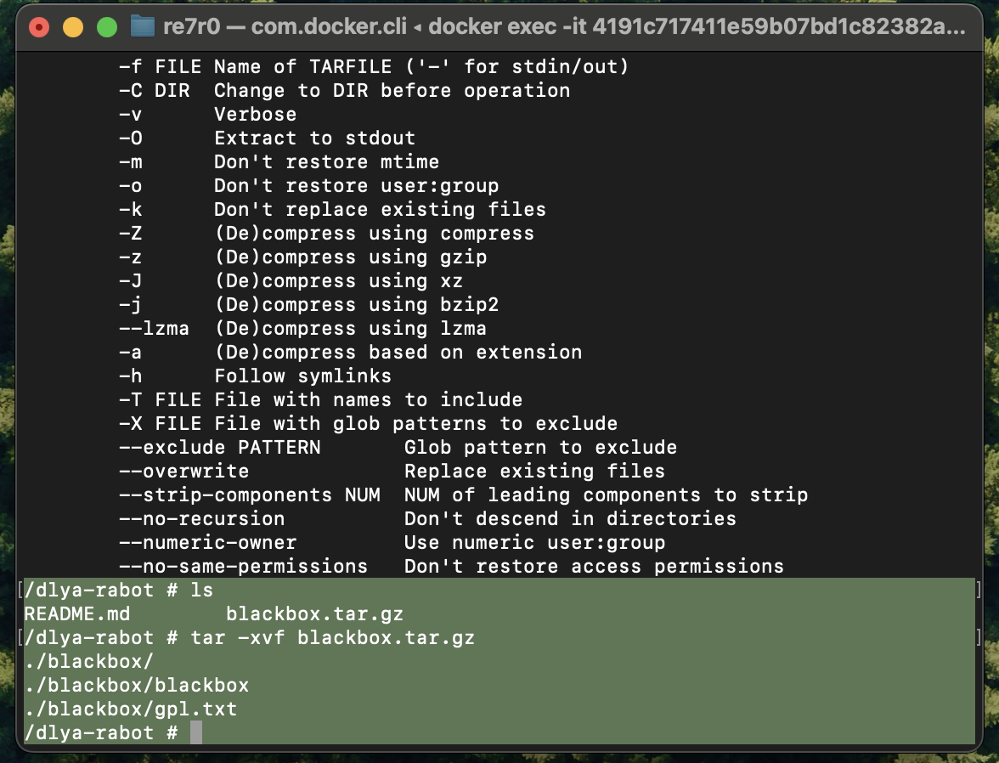 re7r0 — com.docker.cli ◂ docker exec -it 4191c717411e59b07bd1c82382a...
-f FILE Name of TARFILE ('-' for stdin/out)
-C DIR  Change to DIR before operation
-v      Verbose
-O      Extract to stdout
-m      Don't restore mtime
-o      Don't restore user:group
-k      Don't replace existing files
-Z      (De)compress using compress
-z      (De)compress using gzip
-J      (De)compress using xz
-j      (De)compress using bzip2
--lzma  (De)compress using lzma
-a      (De)compress based on extension
-h      Follow symlinks
-T FILE File with names to include
-X FILE File with glob patterns to exclude
--exclude PATTERN       Glob pattern to exclude
--overwrite             Replace existing files
--strip-components NUM  NUM of leading components to strip
--no-recursion          Don't descend in directories
--numeric-owner         Use numeric user:group
--no-same-permissions   Don't restore access permissions
[/dlya-rabot # ls ]
README.md        blackbox.tar.gz
[/dlya-rabot # tar -xvf blackbox.tar.gz ]
./blackbox/
./blackbox/blackbox
./blackbox/gpl.txt
/dlya-rabot #